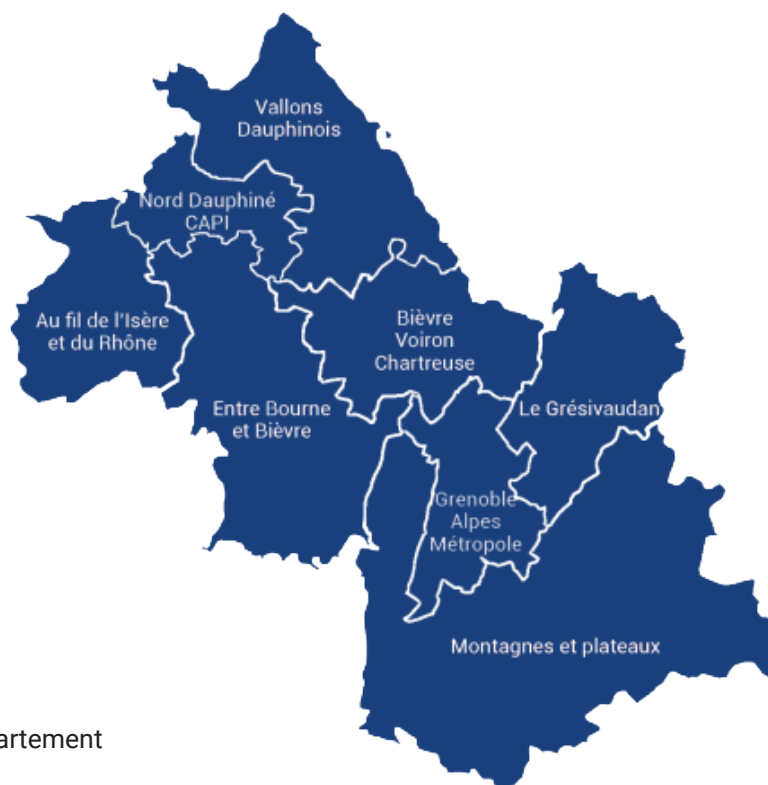 Vallons
Dauphinois
Nord Dauphiné
CAPI
Au fil de l'Isère
et du Rhône
Bièvre
Voiron
Chartreuse
Entre Bourne
et Bièvre
Le Grésivaudan
Grenoble
Alpes
Métropole
Montagnes et plateaux
artement